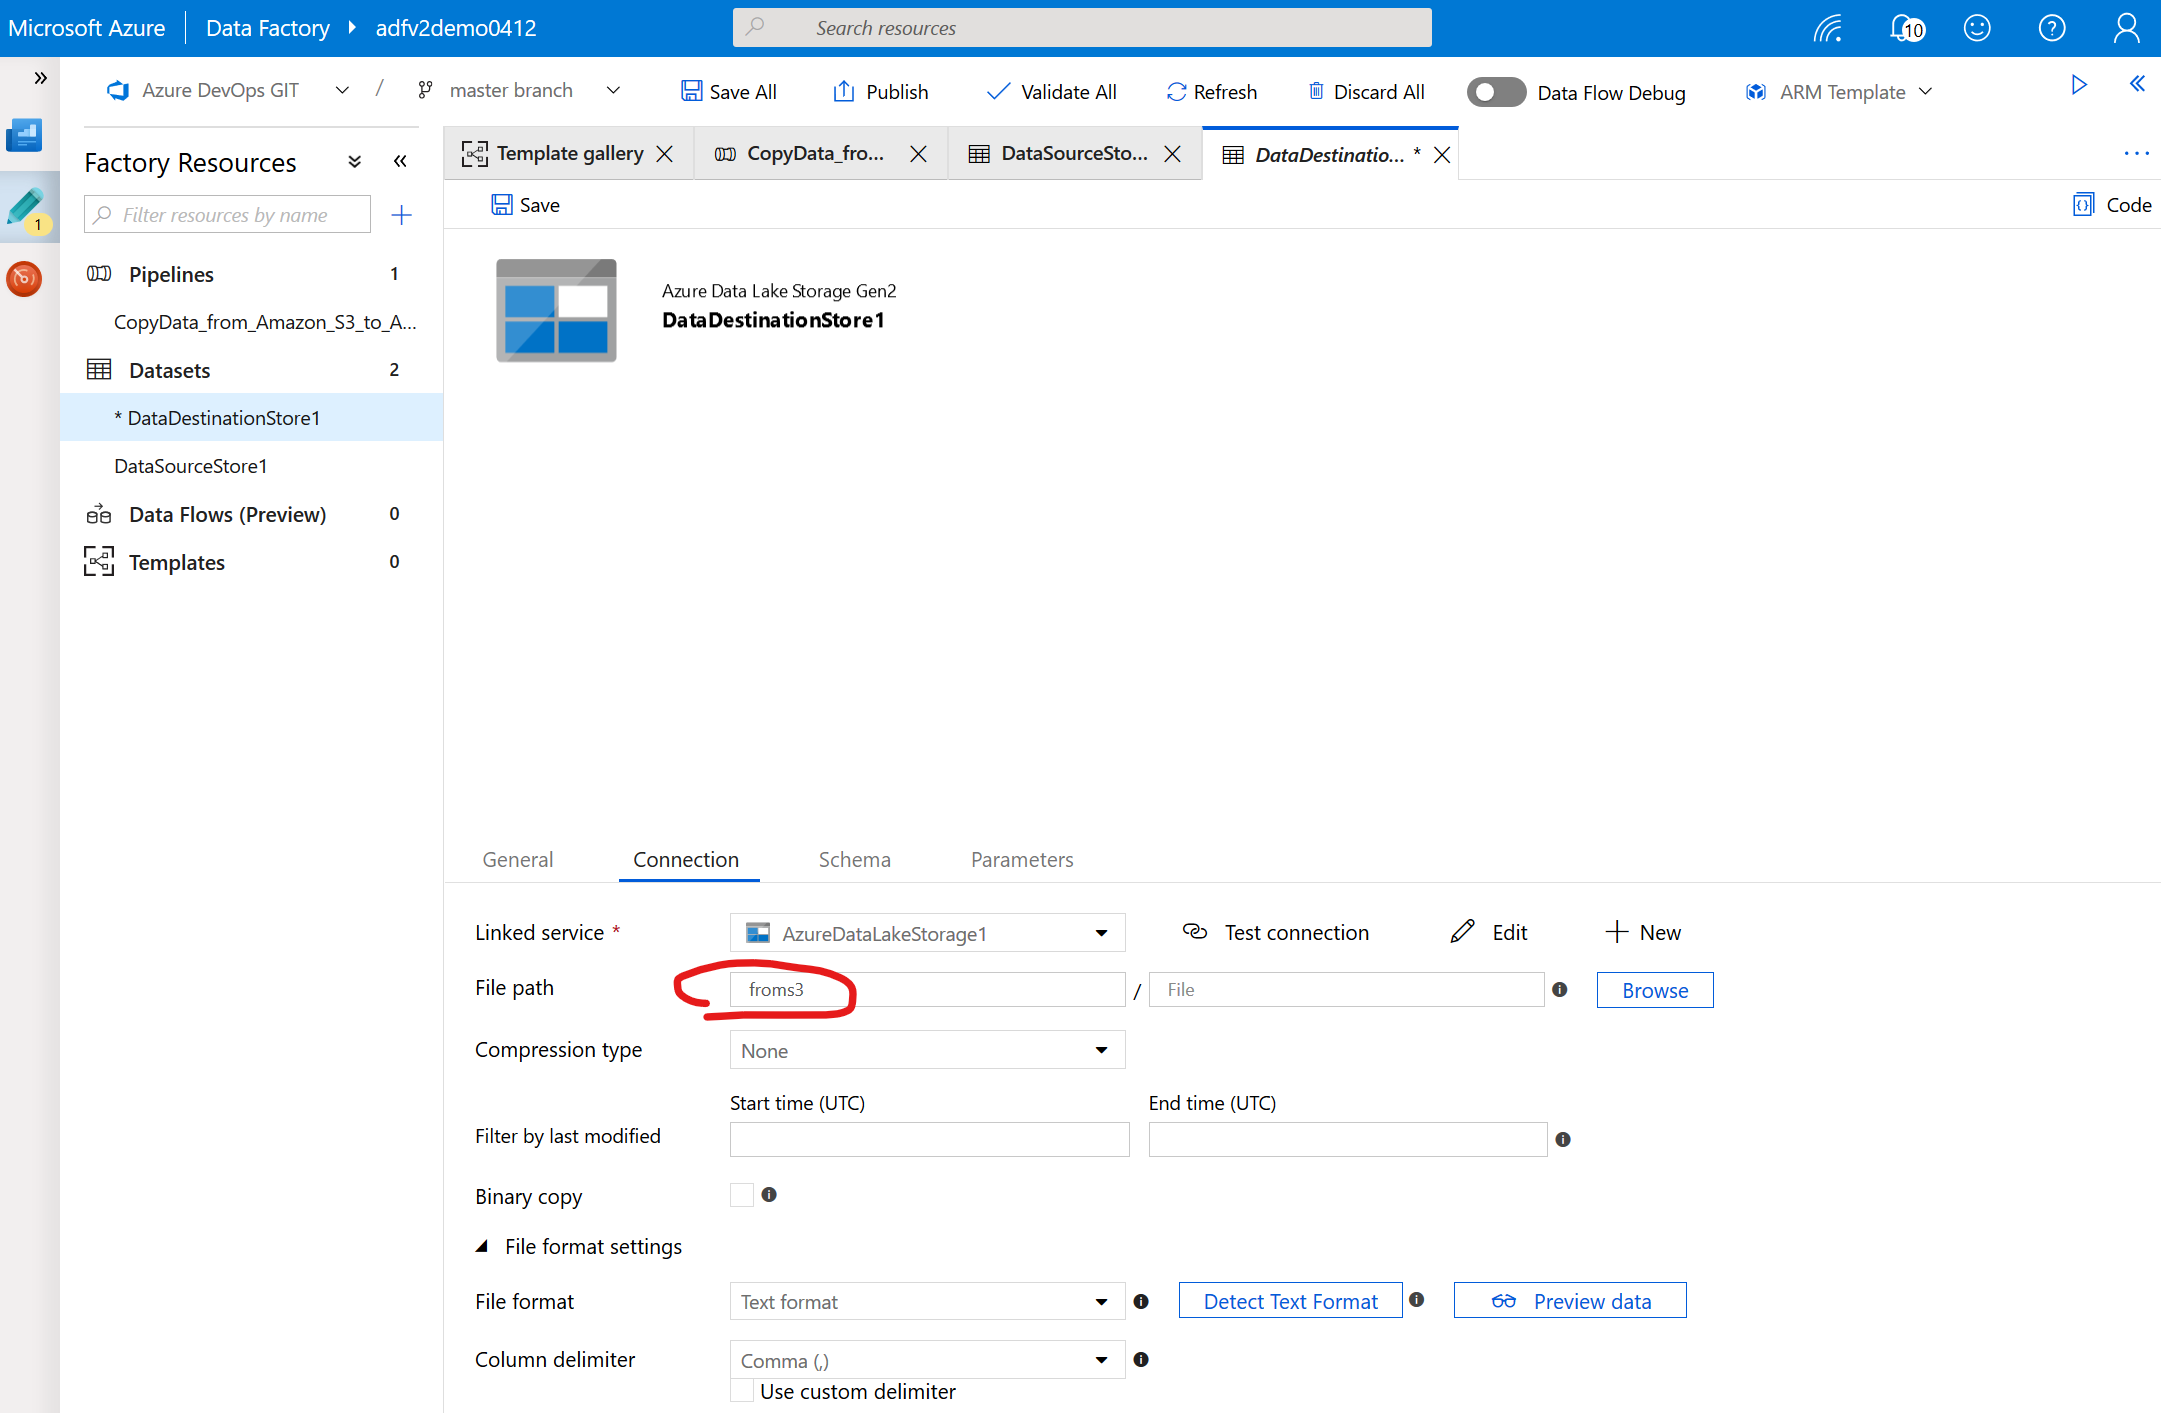 Microsoft Azure Data Factory adfv2demo0412 Search resources 10
Azure DevOps GIT / master branch Save All Publish Validate All Refresh Discard All Data Flow Debug ARM Template
Factory Resources
Template gallery CopyData_fro... DataSourceSto... DataDestinatio... *
Filter resources by name
1
Save Code
Pipelines 1
CopyData_from_Amazon_S3_to_A...
Datasets 2
* DataDestinationStore1
DataSourceStore1
Data Flows (Preview) 0
Templates 0
Azure Data Lake Storage Gen2
DataDestinationStore1
General Connection Schema Parameters
Linked service * AzureDataLakeStorage1 Test connection Edit New
File path froms3 / File Browse
Compression type None
Start time (UTC) End time (UTC)
Filter by last modified
Binary copy
File format settings
File format Text format Detect Text Format Preview data
Column delimiter Comma (,)
Use custom delimiter